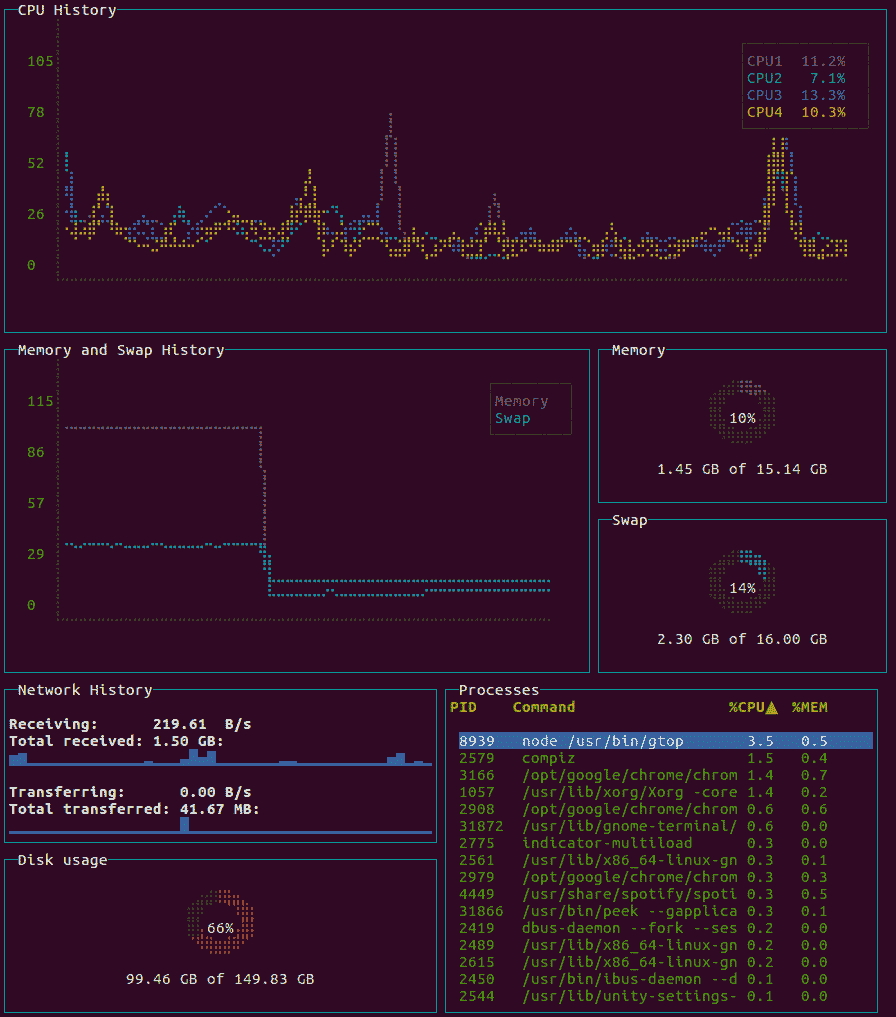 CPU History
105
78
52
26
0
CPU1 11.2%
CPU2 7.1%
CPU3 13.3%
CPU4 10.3%
Memory and Swap History
115
86
57
29
0
Memory
Swap
Memory
10%
1.45 GB of 15.14 GB
Swap
14%
2.30 GB of 16.00 GB
Network History
Receiving: 219.61 B/s
Total received: 1.50 GB:
Transferring: 0.00 B/s
Total transferred: 41.67 MB:
Disk usage
66%
99.46 GB of 149.83 GB
Processes
PID Command %CPU▲ %MEM
8939 node /usr/bin/gtop 3.5 0.5
2579 compiz 1.5 0.4
3166 /opt/google/chrome/chrom 1.4 0.7
1057 /usr/lib/xorg/Xorg -core 1.4 0.2
2908 /opt/google/chrome/chrom 0.6 0.6
31872 /usr/lib/gnome-terminal/ 0.6 0.0
2775 indicator-multiload 0.3 0.0
2561 /usr/lib/x86_64-linux-gn 0.3 0.1
2979 /opt/google/chrome/chrom 0.3 0.3
4449 /usr/share/spotify/spoti 0.3 0.5
31866 /usr/bin/peek --gapplica 0.3 0.1
2419 dbus-daemon --fork --ses 0.2 0.0
2489 /usr/lib/x86_64-linux-gn 0.2 0.0
2615 /usr/lib/x86_64-linux-gn 0.2 0.0
2450 /usr/bin/ibus-daemon --d 0.1 0.0
2544 /usr/lib/unity-settings- 0.1 0.0